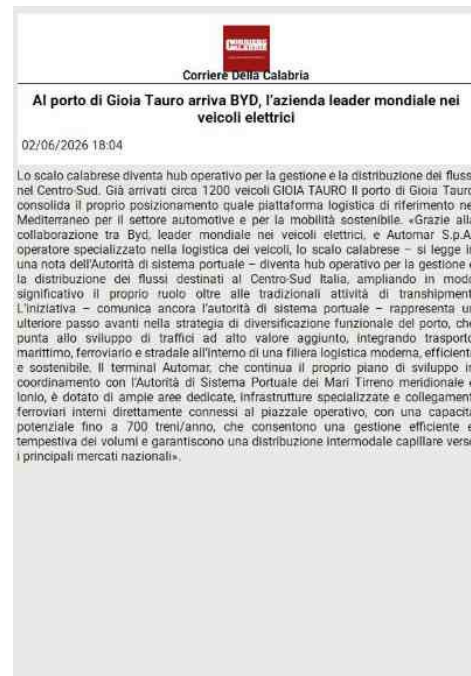 CORRIERE
CALABRIA
Corriere Della Calabria
Al porto di Gioia Tauro arriva BYD, l'azienda leader mondiale nei
veicoli elettrici
02/06/2026 18:04
Lo scalo calabrese diventa hub operativo per la gestione e la distribuzione dei flussi
nel Centro-Sud. Già arrivati circa 1200 veicoli GIOIA TAURO Il porto di Gioia Tauro
consolida il proprio posizionamento quale piattaforma logistica di riferimento nel
Mediterraneo per il settore automotive e per la mobilità sostenibile. «Grazie alla
collaborazione tra Byd, leader mondiale nei veicoli elettrici, e Automar S.p.A.
operatore specializzato nella logistica dei veicoli, lo scalo calabrese – si legge in
una nota dell'Autorità di sistema portuale – diventa hub operativo per la gestione e
la distribuzione dei flussi destinati al Centro-Sud Italia, ampliando in modo
significativo il proprio ruolo oltre alle tradizionali attività di transhipment
L'iniziativa – comunica ancora l'autorità di sistema portuale – rappresenta un
ulteriore passo avanti nella strategia di diversificazione funzionale del porto, che
punta allo sviluppo di traffici ad alto valore aggiunto, integrando trasporto
marittimo, ferroviario e stradale all'interno di una filiera logistica moderna, efficiente
e sostenibile. Il terminal Automar, che continua il proprio piano di sviluppo in
coordinamento con l'Autorità di Sistema Portuale dei Mari Tirreno meridionale e
Ionio, è dotato di ampie aree dedicate, infrastrutture specializzate e collegamenti
ferroviari interni direttamente connessi al piazzale operativo, con una capacità
potenziale fino a 700 treni/anno, che consentono una gestione efficiente e
tempestiva dei volumi e garantiscono una distribuzione intermodale capillare verso
i principali mercati nazionali».